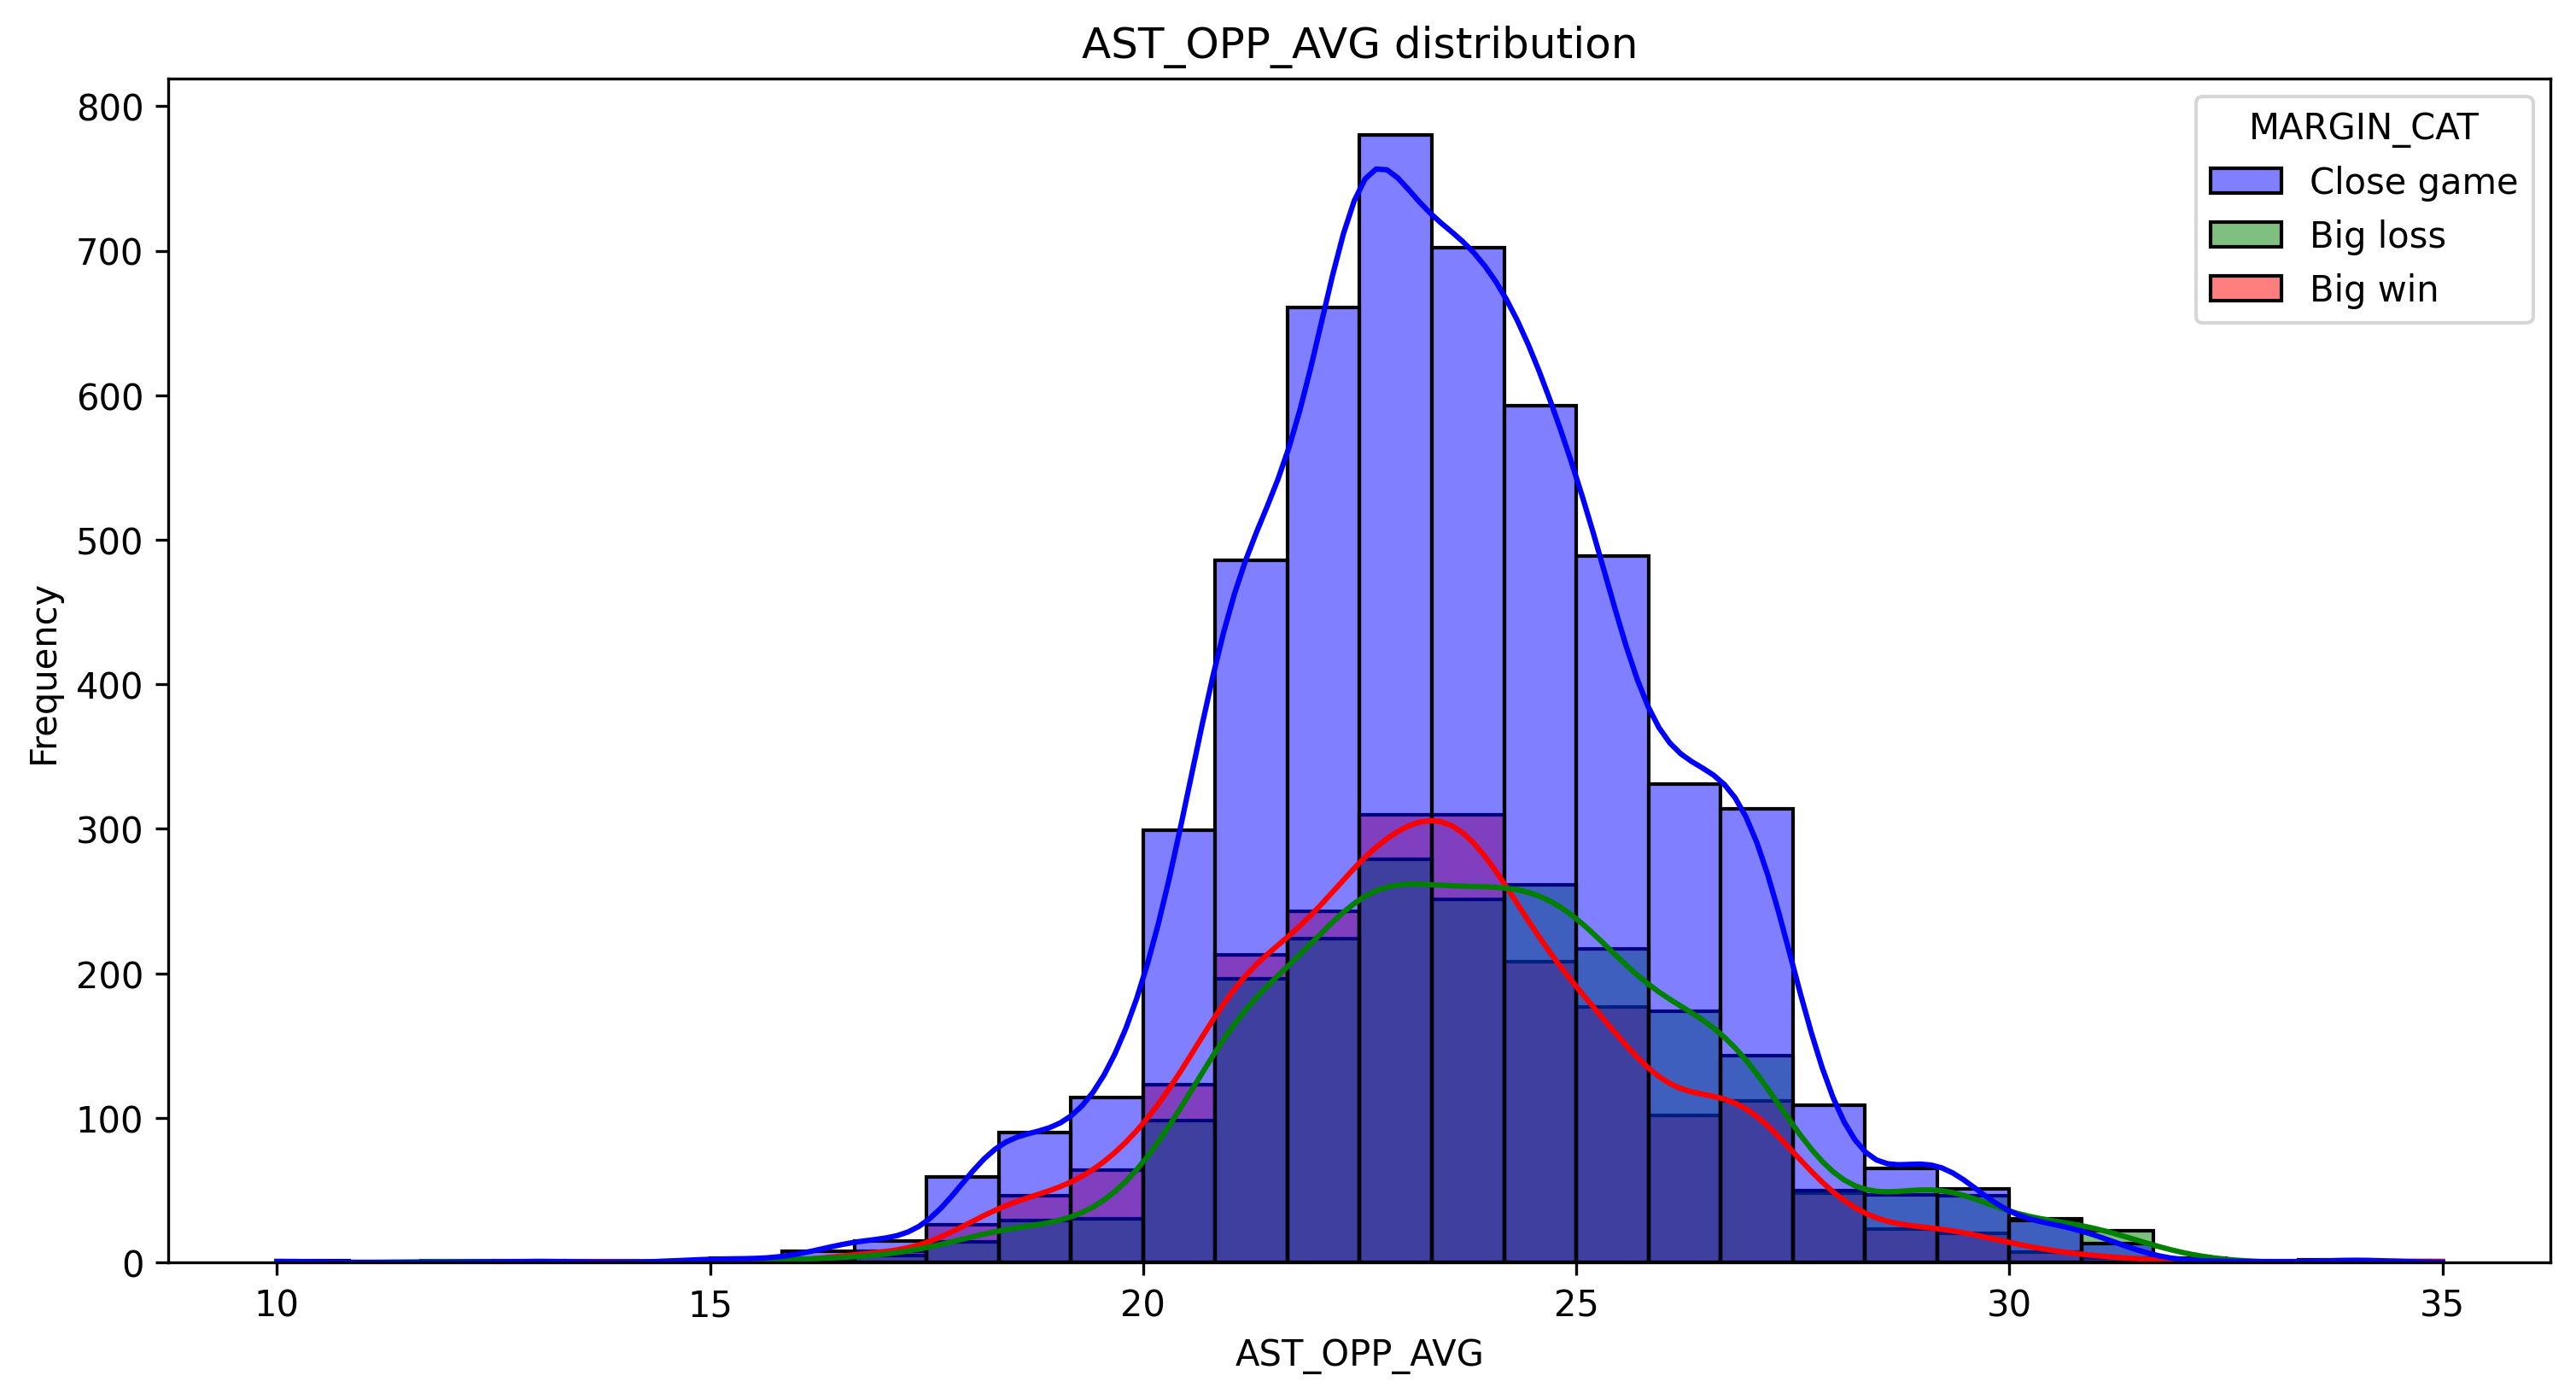 AST_OPP_AVG distribution
MARGIN_CAT
Close game
Big loss
Big win
Frequency
800
700
600
500
400
300
200
100
0
10 15 20 25 30 35
AST_OPP_AVG